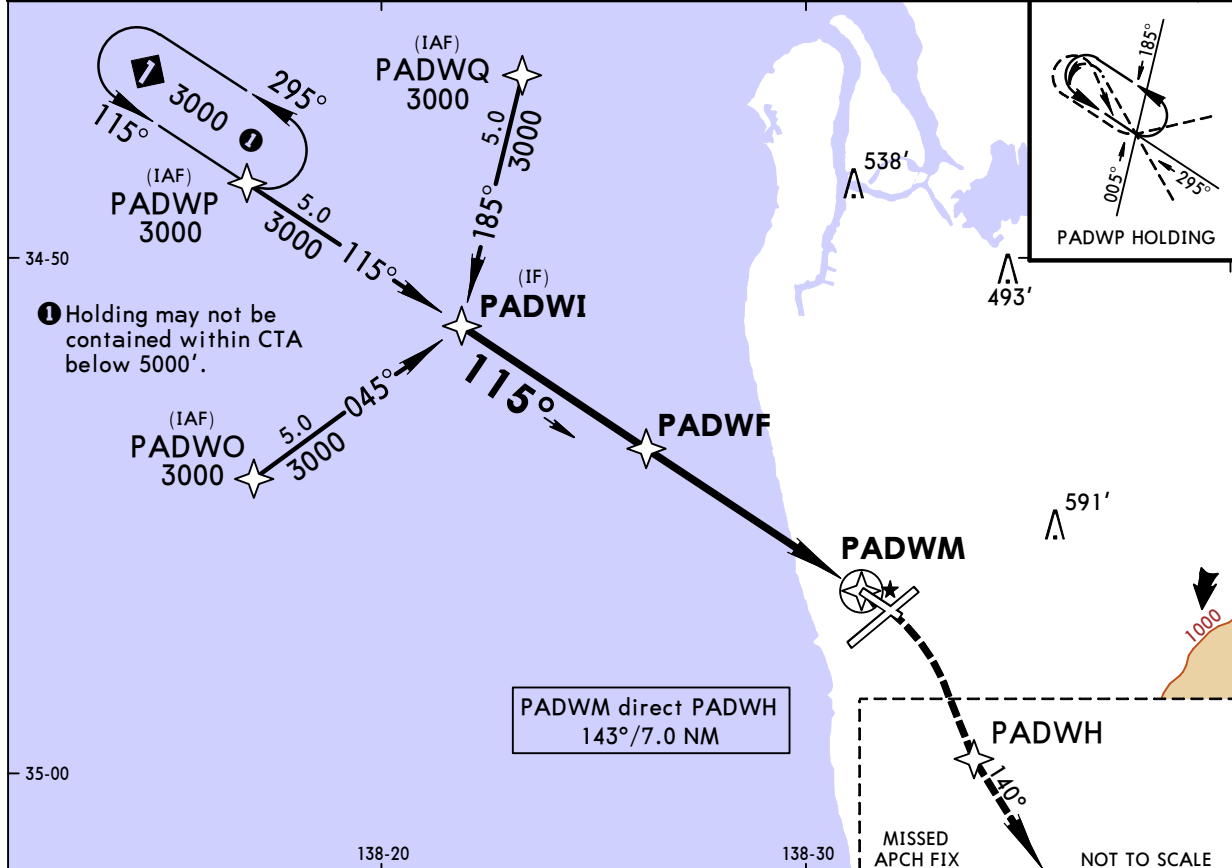 (IAF)
PADWQ
3000
5.0
3000
185°
1
3000
1
295°
115°
(IAF)
PADWP
3000
5.0
3000
115°
538'
493'
185°
005°
295°
PADWP HOLDING
34-50
(IF)
PADWI
1 Holding may not be
contained within CTA
below 5000'.
115°
(IAF)
PADWO
3000
5.0
3000
045°
PADWF
591'
PADWM
1000
PADWM direct PADWH
143°/7.0 NM
PADWH
140°
35-00
138-20
138-30
MISSED
APCH FIX
NOT TO SCALE